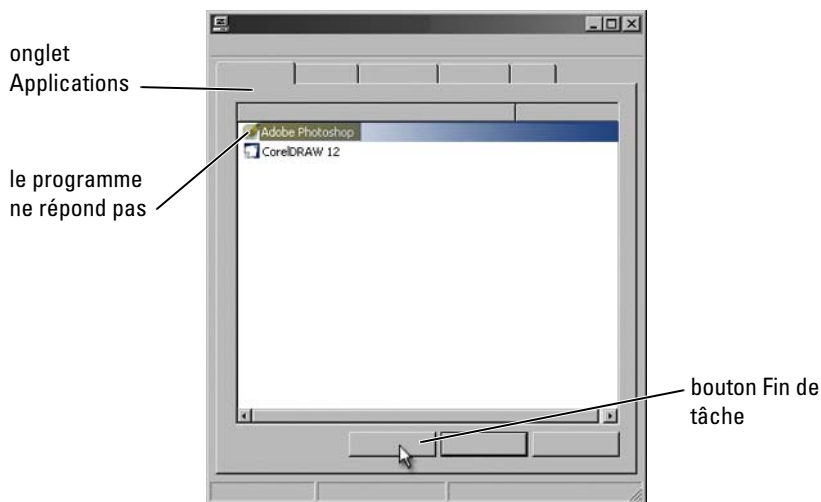 onglet
Applications
Adobe Photoshop
CorelDRAW 12
le programme
ne répond pas
bouton Fin de
tâche